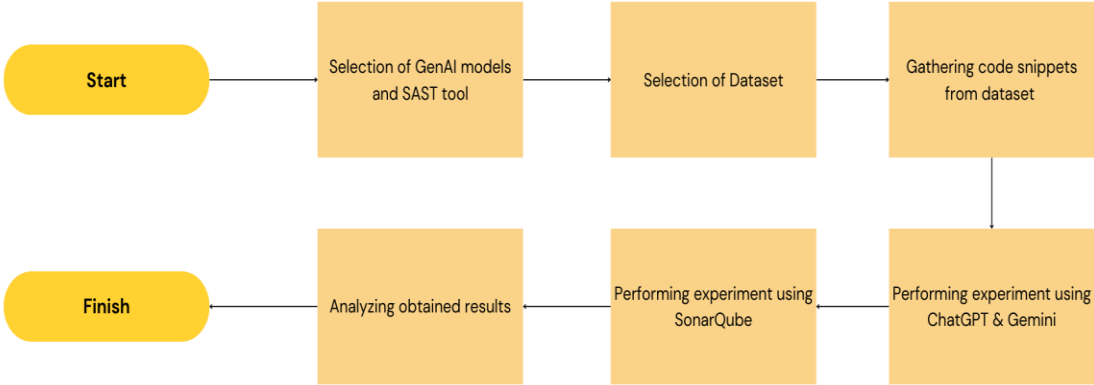 Start
Selection of GenAI models
and SAST tool
Selection of Dataset
Gathering code snippets
from dataset
Performing experiment using
ChatGPT & Gemini
Performing experiment using
SonarQube
Analyzing obtained results
Finish